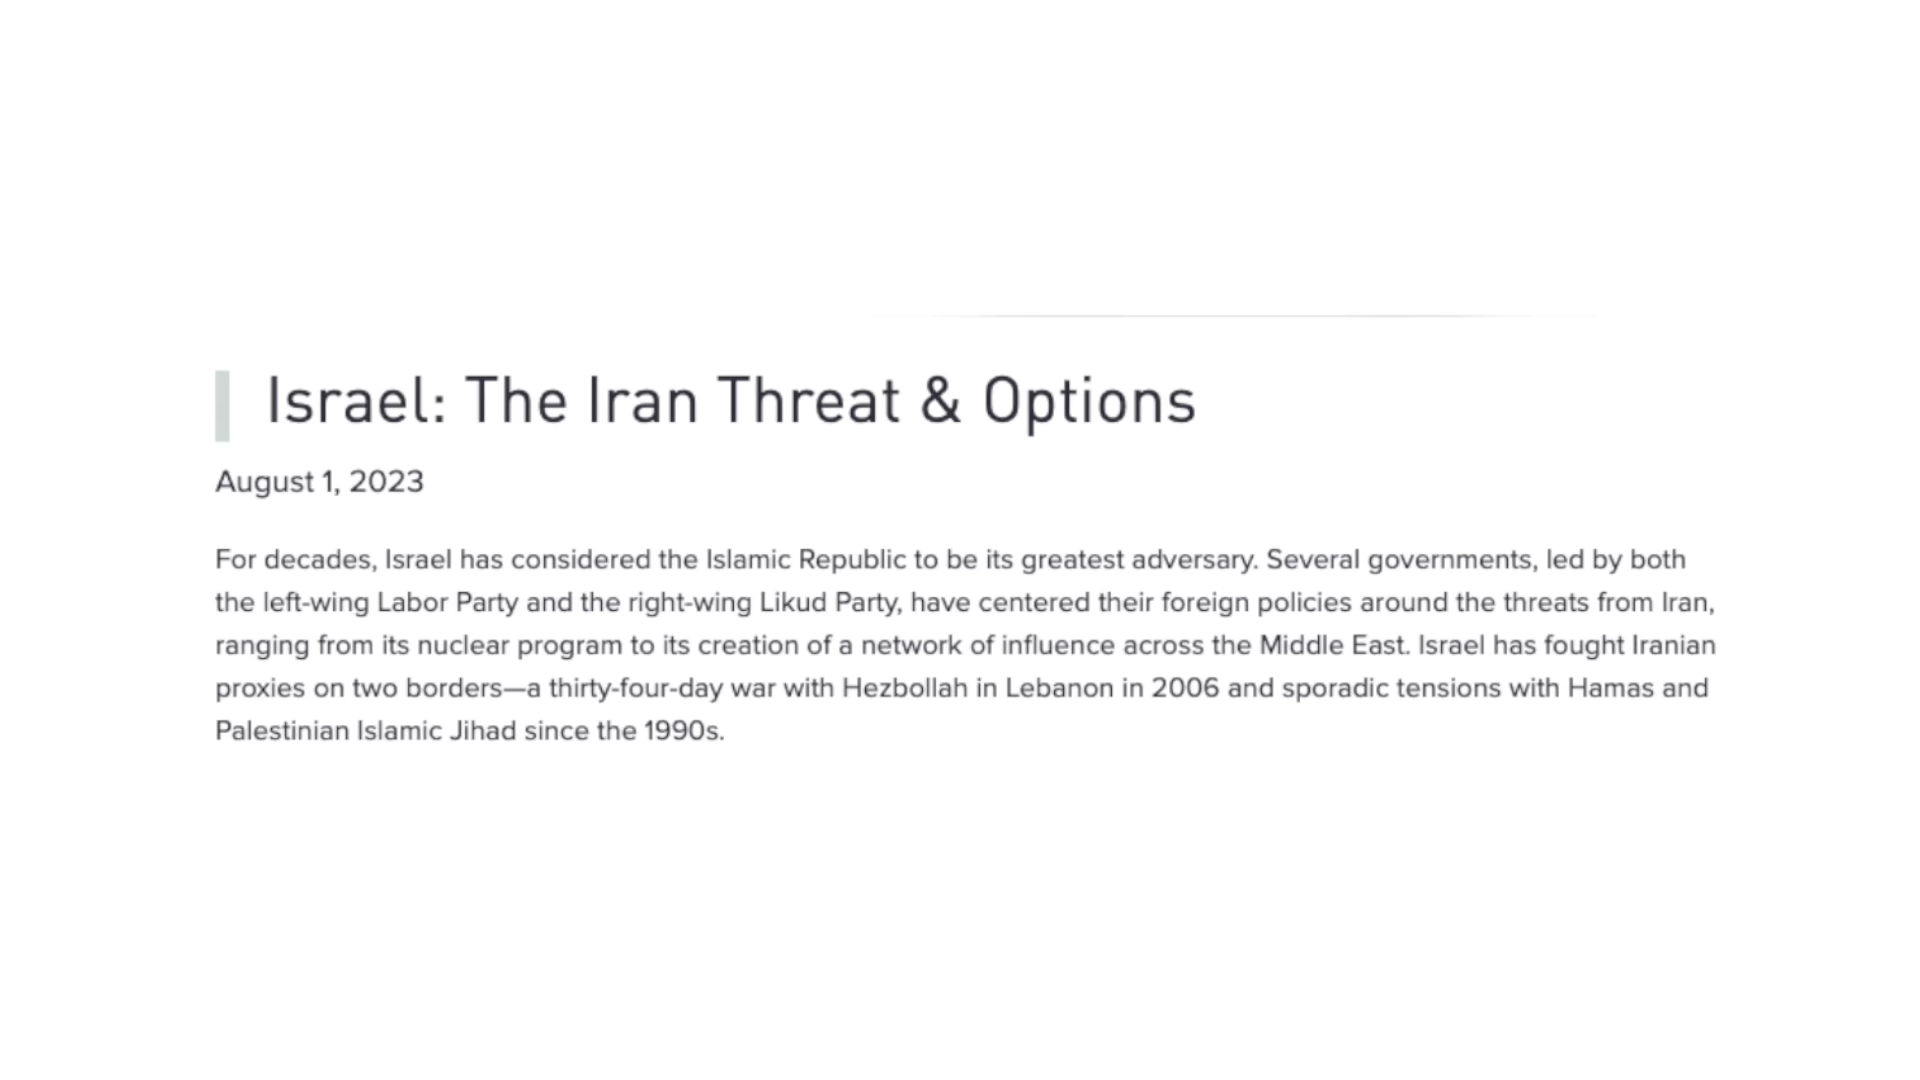 Israel: The Iran Threat & Options
August 1, 2023
For decades, Israel has considered the Islamic Republic to be its greatest adversary. Several governments, led by both
the left-wing Labor Party and the right-wing Likud Party, have centered their foreign policies around the threats from Iran,
ranging from its nuclear program to its creation of a network of influence across the Middle East. Israel has fought Iranian
proxies on two borders—a thirty-four-day war with Hezbollah in Lebanon in 2006 and sporadic tensions with Hamas and
Palestinian Islamic Jihad since the 1990s.